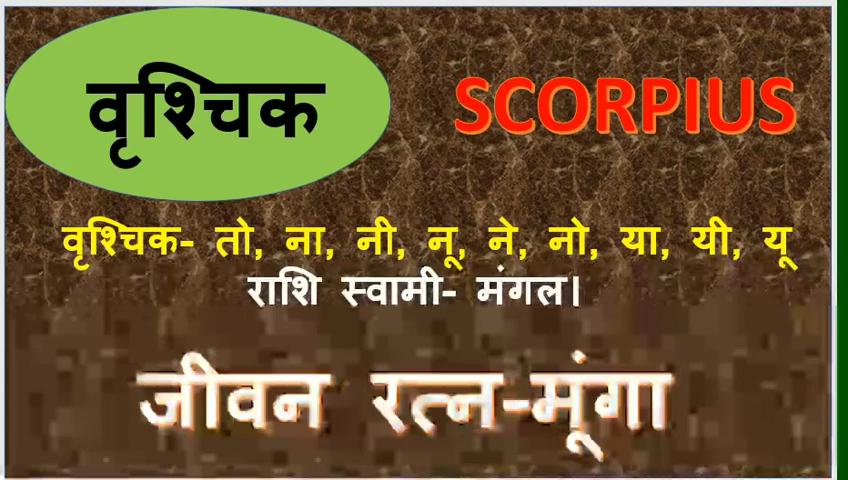 वृश्चिक
SCORPIUS
वृश्चिक- तो, ना, नी, नू, ने, नो, या, यी, यू
राशि स्वामी- मंगल।
जीवन रत्न-मूंगा